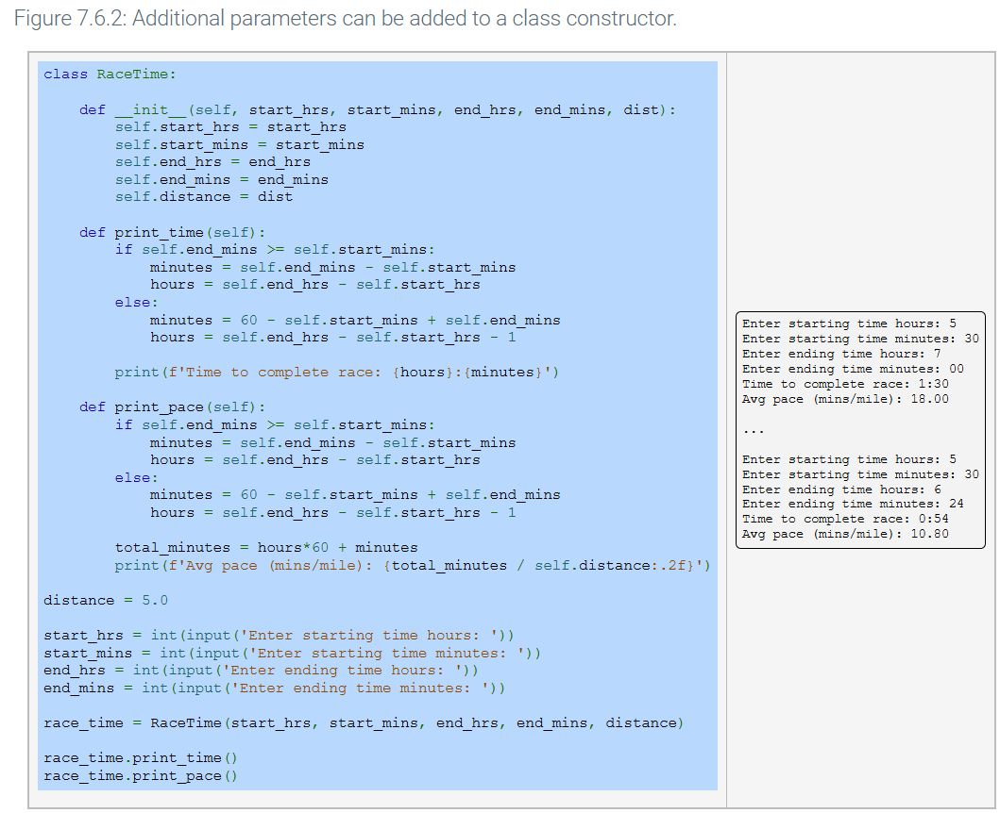 Figure 7.6.2: Additional parameters can be added to a class constructor.
class RaceTime:
    def __init__(self, start_hrs, start_mins, end_hrs, end_mins, dist):
        self.start_hrs = start_hrs
        self.start_mins = start_mins
        self.end_hrs = end_hrs
        self.end_mins = end_mins
        self.distance = dist
    def print_time(self):
        if self.end_mins >= self.start_mins:
            minutes = self.end_mins - self.start_mins
            hours = self.end_hrs - self.start_hrs
        else:
            minutes = 60 - self.start_mins + self.end_mins
            hours = self.end_hrs - self.start_hrs - 1
        print(f'Time to complete race: {hours}:{minutes}')
    def print_pace(self):
        if self.end_mins >= self.start_mins:
            minutes = self.end_mins - self.start_mins
            hours = self.end_hrs - self.start_hrs
        else:
            minutes = 60 - self.start_mins + self.end_mins
            hours = self.end_hrs - self.start_hrs - 1
        total_minutes = hours*60 + minutes
        print(f'Avg pace (mins/mile): {total_minutes / self.distance:.2f}')
distance = 5.0
start_hrs = int(input('Enter starting time hours: '))
start_mins = int(input('Enter starting time minutes: '))
end_hrs = int(input('Enter ending time hours: '))
end_mins = int(input('Enter ending time minutes: '))
race_time = RaceTime(start_hrs, start_mins, end_hrs, end_mins, distance)
race_time.print_time()
race_time.print_pace()
Enter starting time hours: 5
Enter starting time minutes: 30
Enter ending time hours: 7
Enter ending time minutes: 00
Time to complete race: 1:30
Avg pace (mins/mile): 18.00
...
Enter starting time hours: 5
Enter starting time minutes: 30
Enter ending time hours: 6
Enter ending time minutes: 24
Time to complete race: 0:54
Avg pace (mins/mile): 10.80